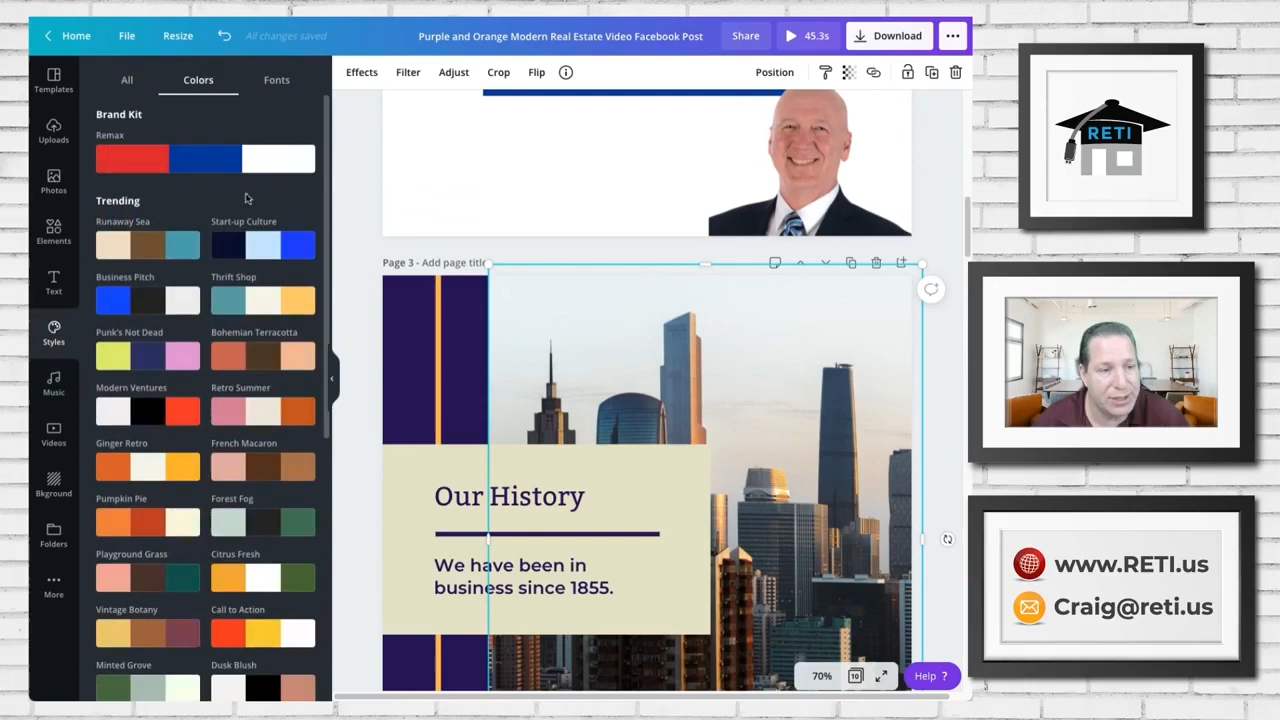 Home File Resize All changes saved Purple and Orange Modern Real Estate Video Facebook Post Share 45.3s Download
Effects Filter Adjust Crop Flip Position
Templates
Uploads
Photos
Elements
Text
Styles
Music
Videos
Bkground
Folders
More
All Colors Fonts
Brand Kit
Remax
Trending
Runaway Sea Start-up Culture
Business Pitch Thrift Shop
Punk's Not Dead Bohemian Terracotta
Modern Ventures Retro Summer
Ginger Retro French Macaron
Pumpkin Pie Forest Fog
Playground Grass Citrus Fresh
Vintage Botany Call to Action
Minted Grove Dusk Blush
Page 3 - Add page title
Our History
We have been in
business since 1855.
70% 10 Help ?
RETI
www.RETI.us
Craig@reti.us